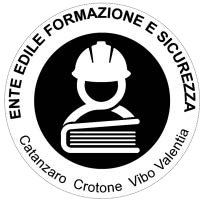 ENTE EDILE FORMAZIONE E SICUREZZA
Catanzaro Crotone Vibo Valentia